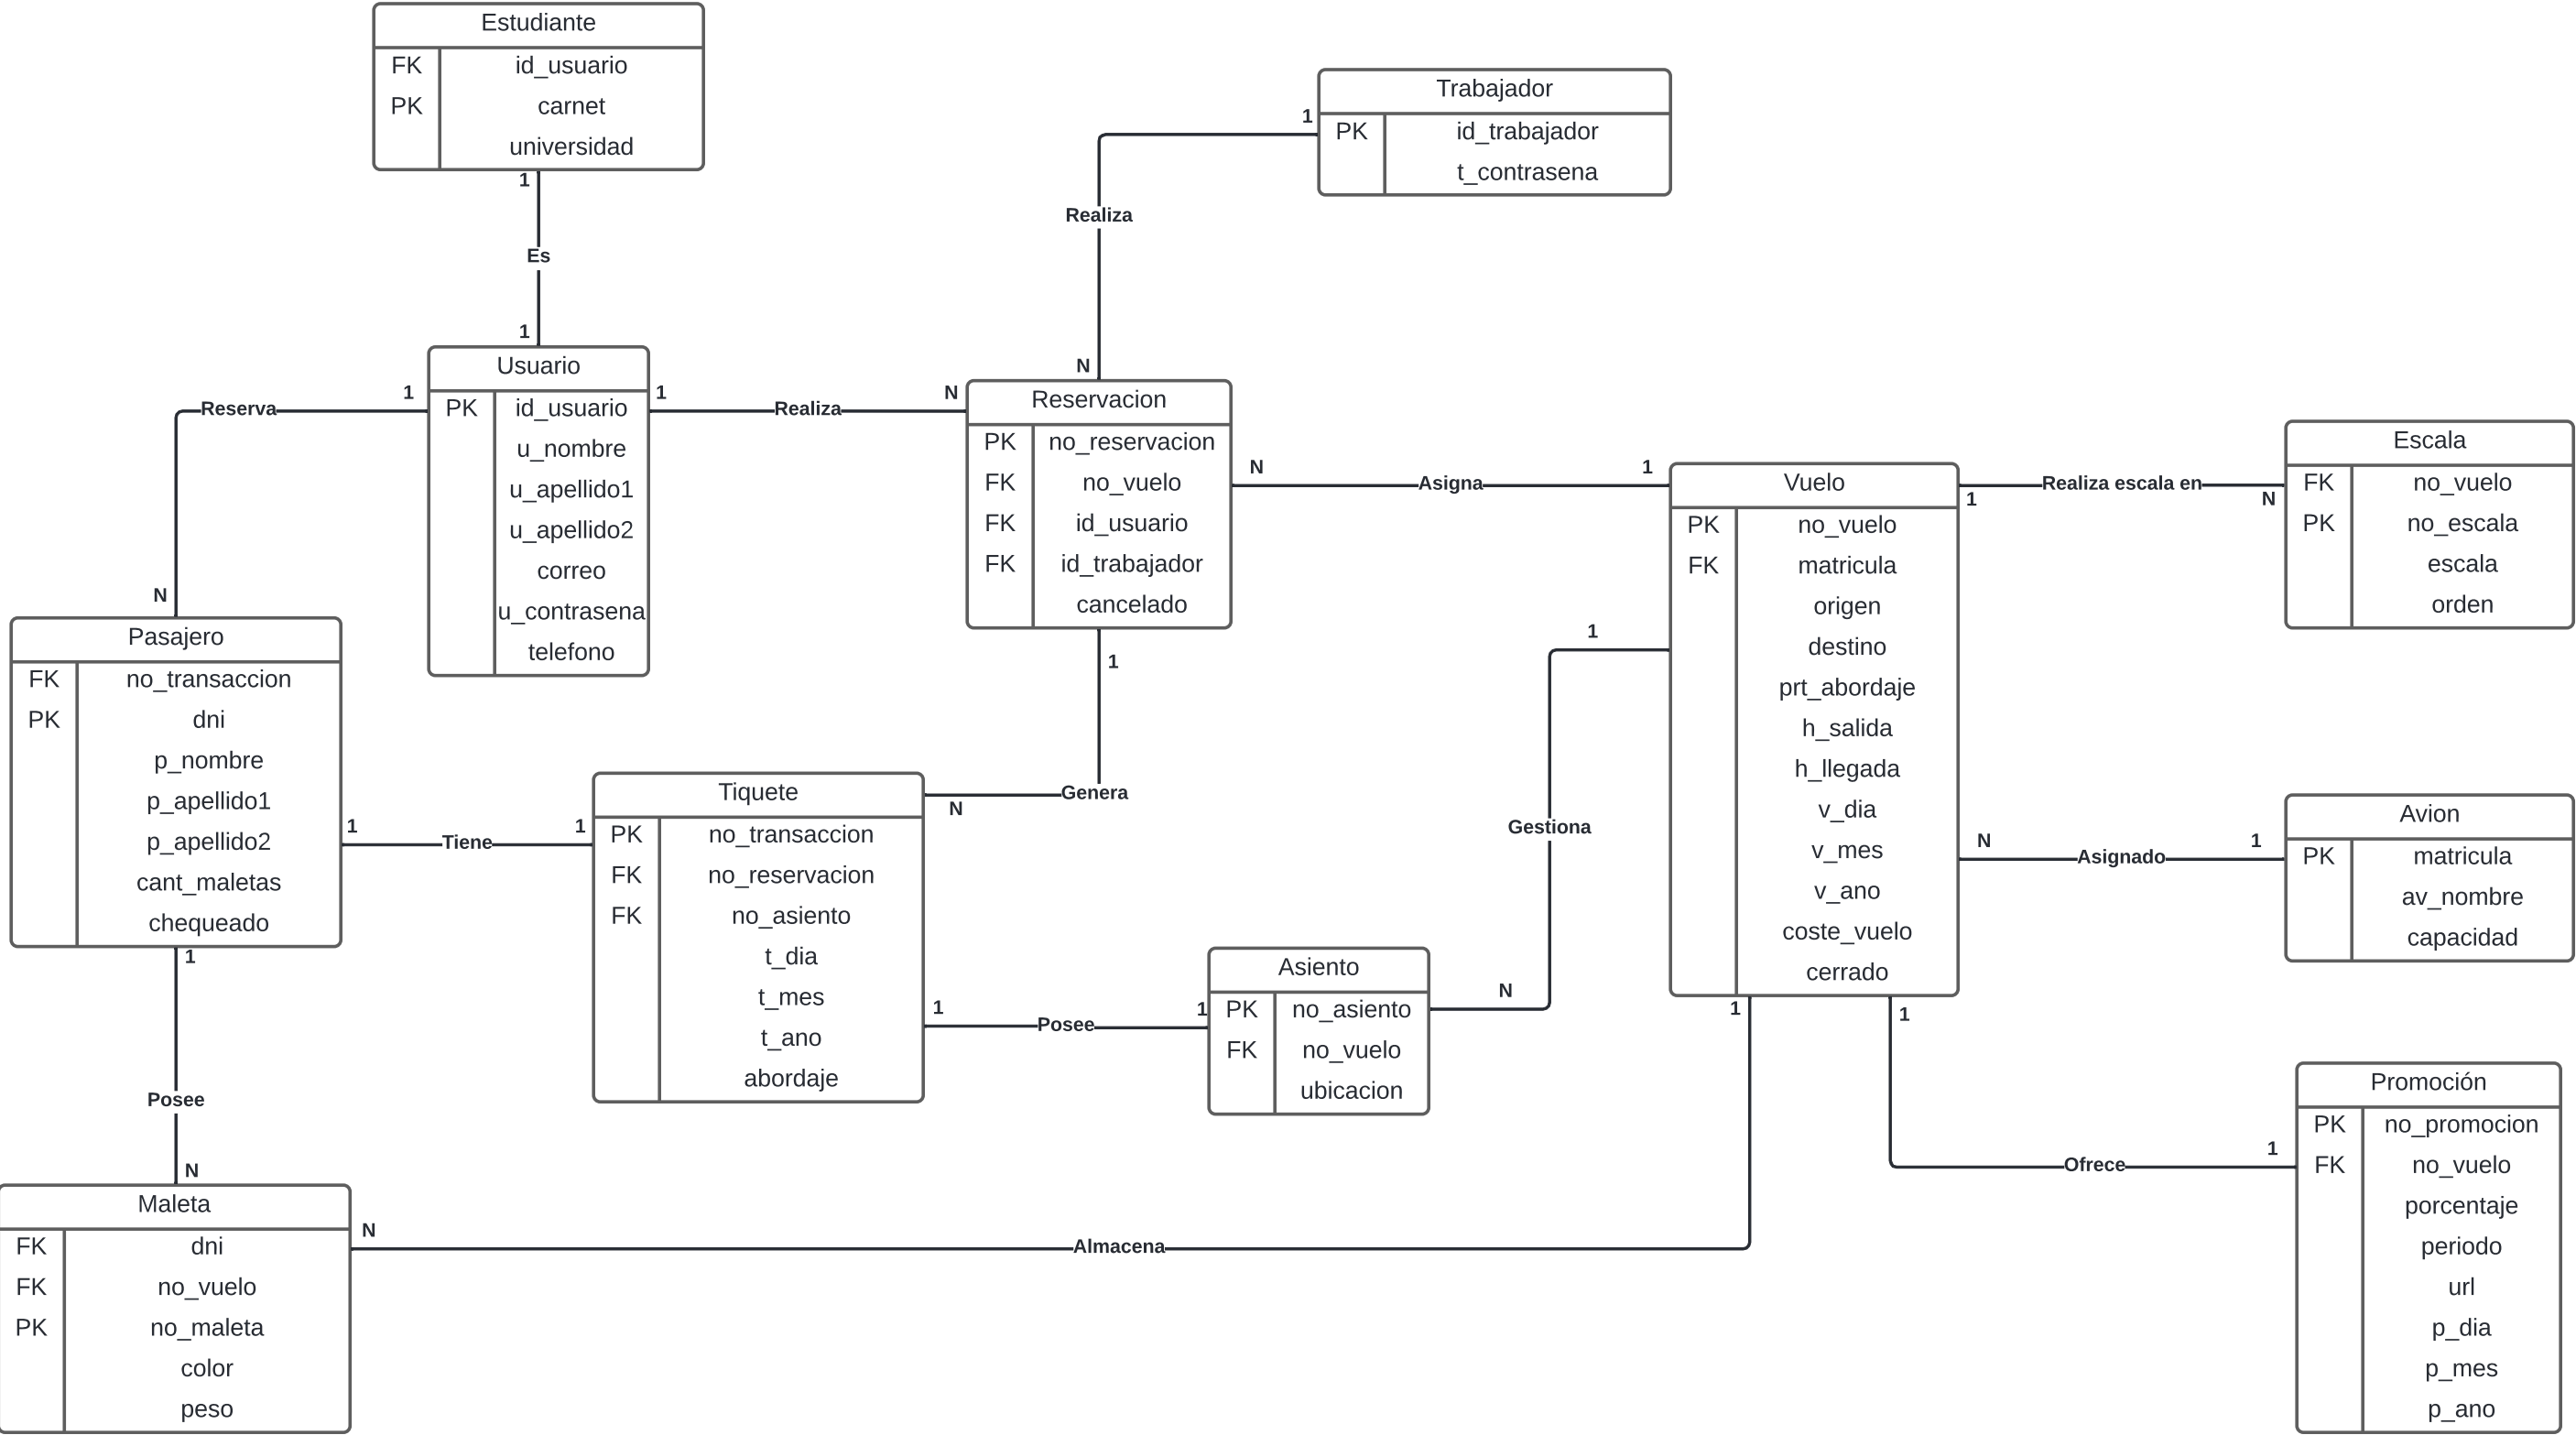 Estudiante
FK id_usuario
PK carnet
universidad
1
Es
1
Trabajador
PK id_trabajador
t_contrasena
1
Realiza
N
Usuario
PK id_usuario
u_nombre
u_apellido1
u_apellido2
correo
u_contrasena
telefono
1
Reserva
N
1
Realiza
N
Reservacion
PK no_reservacion
FK no_vuelo
FK id_usuario
FK id_trabajador
cancelado
N
Asigna
1
Vuelo
PK no_vuelo
FK matricula
origen
destino
prt_abordaje
h_salida
h_llegada
v_dia
v_mes
v_ano
coste_vuelo
cerrado
1
Realiza escala en
N
Escala
FK no_vuelo
PK no_escala
escala
orden
Pasajero
FK no_transaccion
PK dni
p_nombre
p_apellido1
p_apellido2
cant_maletas
chequeado
1
Tiene
1
1
Genera
N
Tiquete
PK no_transaccion
FK no_reservacion
FK no_asiento
t_dia
t_mes
t_ano
abordaje
1
Posee
1
Asiento
PK no_asiento
FK no_vuelo
ubicacion
1
Gestiona
N
N
Asignado
1
Avion
PK matricula
av_nombre
capacidad
1
Posee
N
Maleta
FK dni
FK no_vuelo
PK no_maleta
color
peso
N
Almacena
1
1
Ofrece
1
Promoción
PK no_promocion
FK no_vuelo
porcentaje
periodo
url
p_dia
p_mes
p_ano